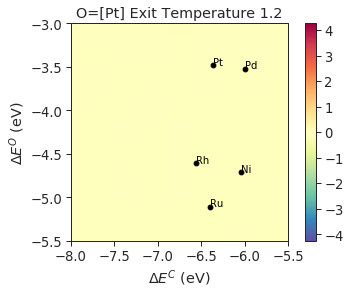 O=[Pt] Exit Temperature 1.2
−3.0
−3.5
−4.0
−4.5
−5.0
−5.5
ΔE^O (eV)
Pt
Pd
Rh
Ni
Ru
−8.0 −7.5 −7.0 −6.5 −6.0 −5.5
ΔE^C (eV)
4
3
2
1
0
−1
−2
−3
−4